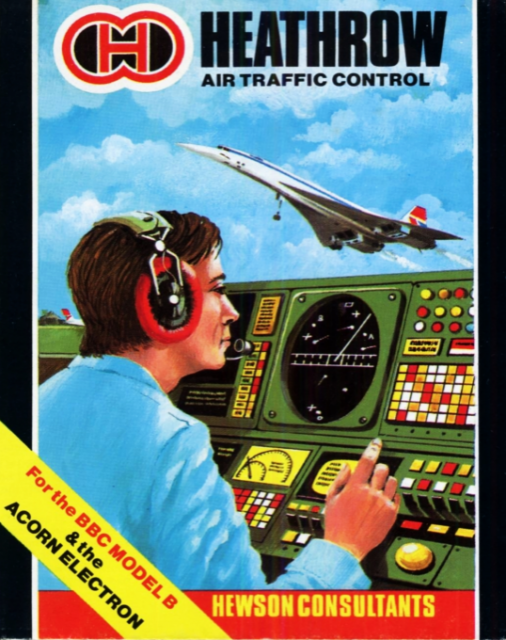 HEATHROW
AIR TRAFFIC CONTROL
For the BBC MODEL B
& the
ACORN ELECTRON
HEWSON CONSULTANTS